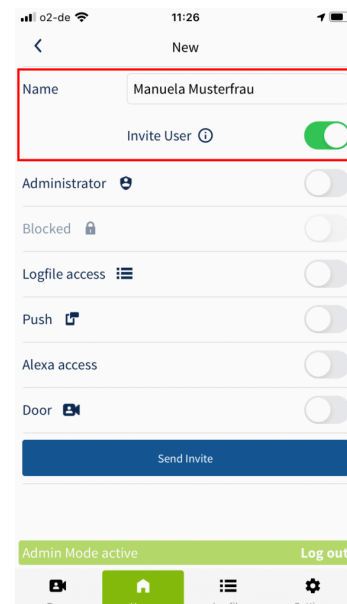 o2-de 11:26
New
Name Manuela Musterfrau
Invite User
Administrator
Blocked
Logfile access
Push
Alexa access
Door
Send Invite
Admin Mode active Log out